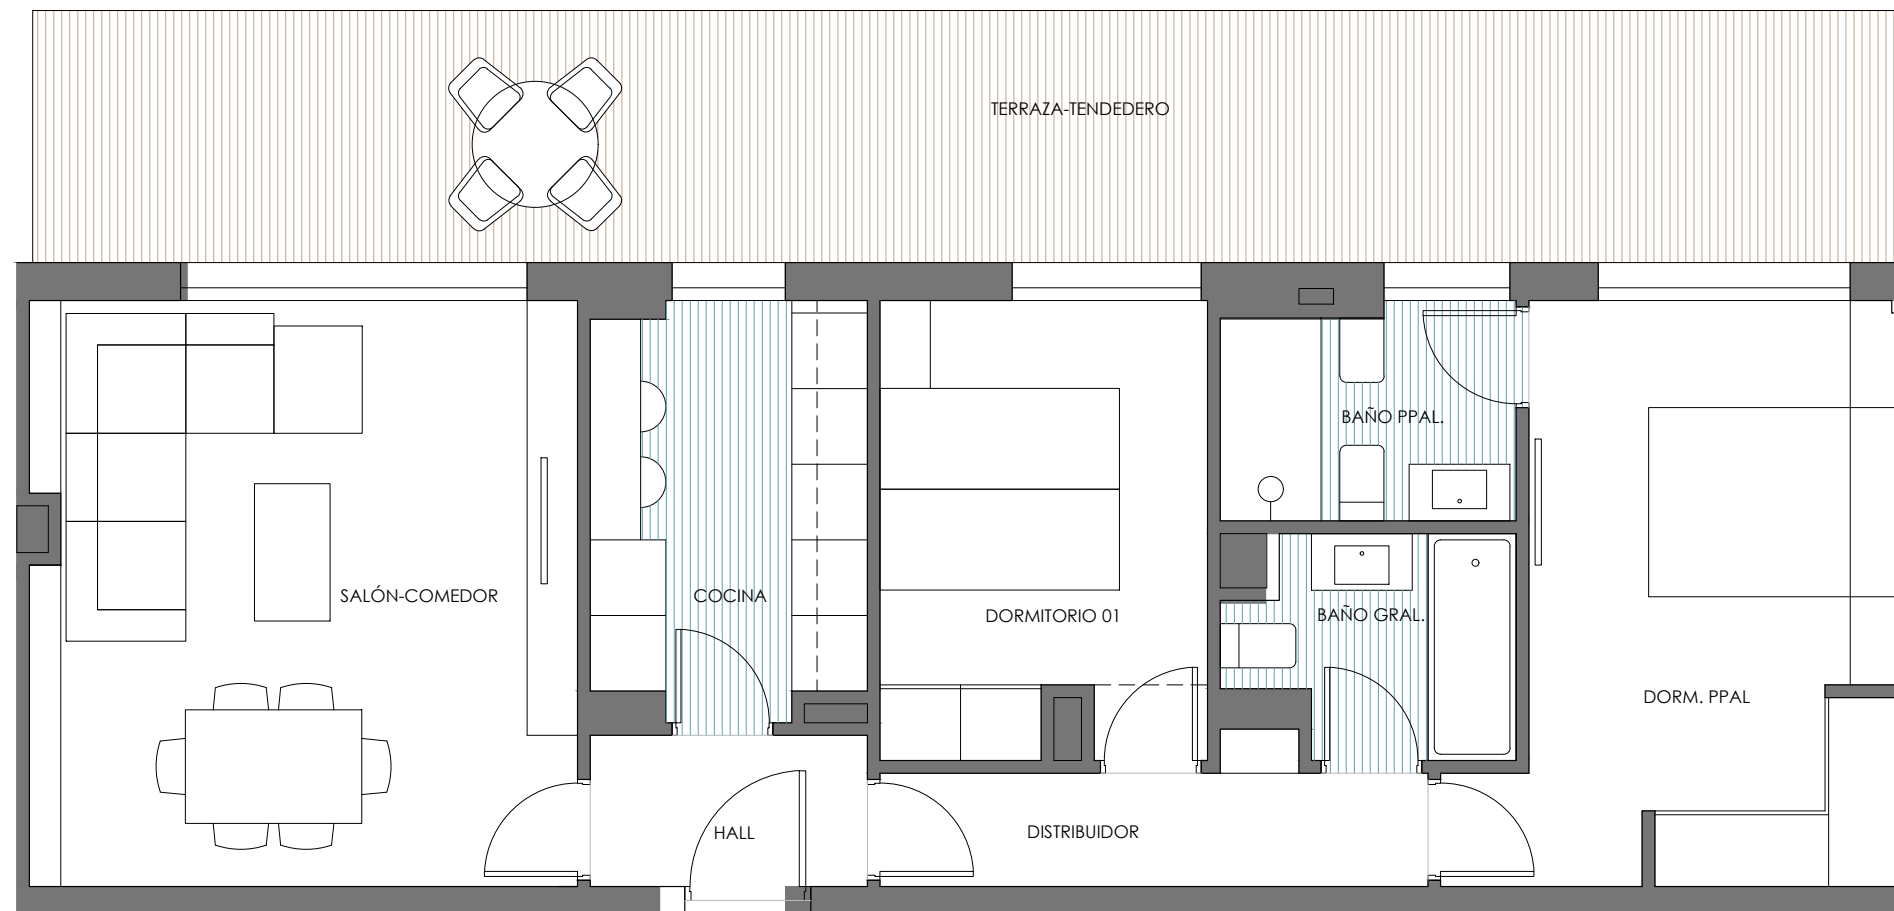 TERRAZA-TENDEDERO
BAÑO PPAL.
SALÓN-COMEDOR
COCINA
DORMITORIO 01
BAÑO GRAL.
DORM. PPAL
HALL
DISTRIBUIDOR